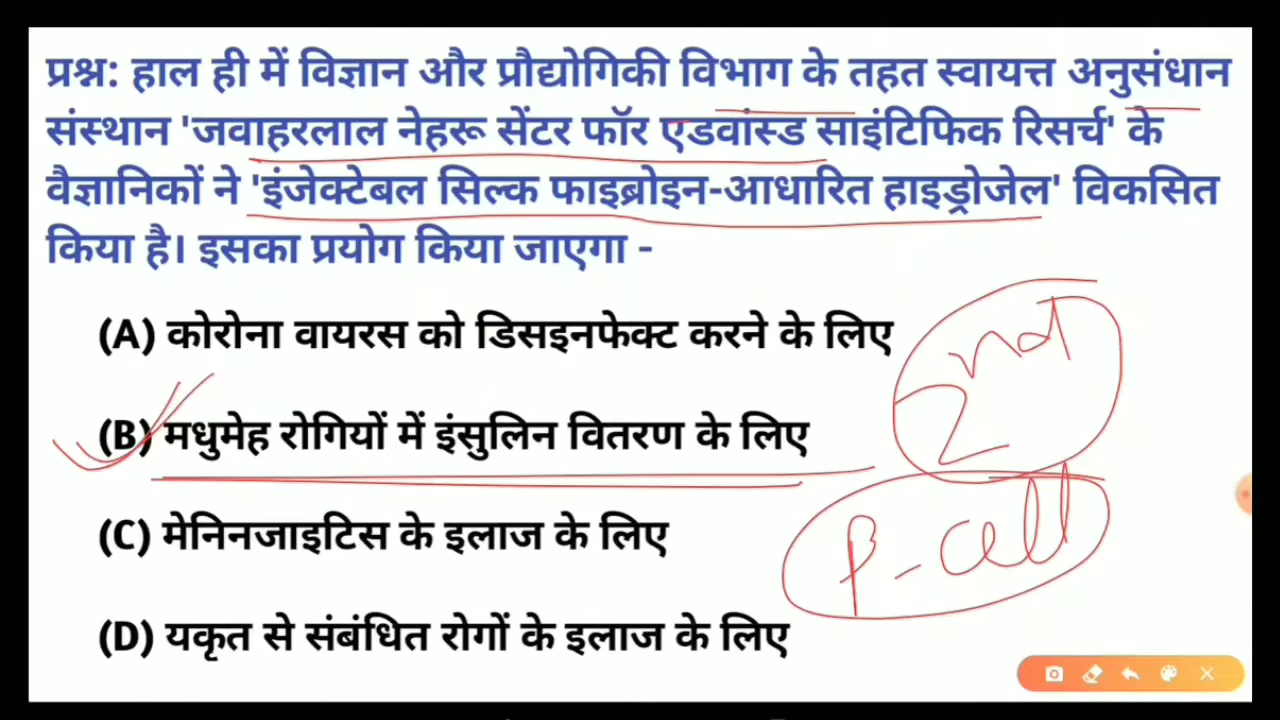 प्रश्न: हाल ही में विज्ञान और प्रौद्योगिकी विभाग के तहत स्वायत्त अनुसंधान
संस्थान 'जवाहरलाल नेहरू सेंटर फॉर एडवांस्ड साइंटिफिक रिसर्च' के
वैज्ञानिकों ने 'इंजेक्टेबल सिल्क फाइब्रोइन-आधारित हाइड्रोजेल' विकसित
किया है। इसका प्रयोग किया जाएगा -
(A) कोरोना वायरस को डिसइनफेक्ट करने के लिए
2nd
(B) मधुमेह रोगियों में इंसुलिन वितरण के लिए
(C) मेनिनजाइटिस के इलाज के लिए
β-cell
(D) यकृत से संबंधित रोगों के इलाज के लिए